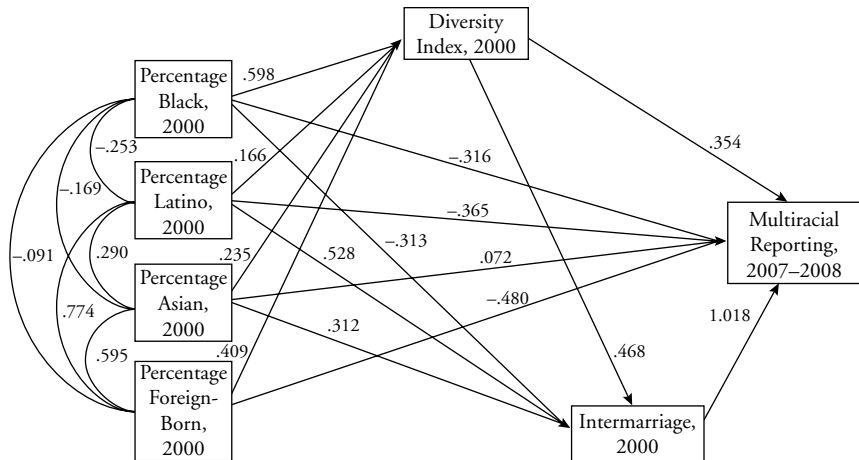 Diversity
Index, 2000
Percentage
Black,
2000
.598
.354
–.253
–.316
.166
–.169
Percentage
Latino,
2000
–.365
Multiracial
Reporting,
2007–2008
–.091
.290
.235
.528
–.313
.072
Percentage
Asian,
2000
–.480
.774
.312
1.018
.595
.409
.468
Percentage
Foreign-
Born,
2000
Intermarriage,
2000